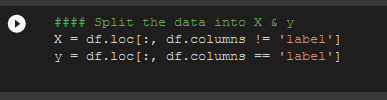 #### Split the data into X & y
X = df.loc[:, df.columns != 'label']
y = df.loc[:, df.columns == 'label']